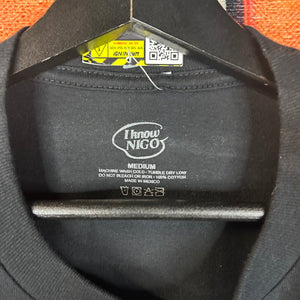 I know
NIGO
MEDIUM
MACHINE WASH COLD - TUMBLE DRY LOW
DO NOT BLEACH OR IRON - 100% COTTON
MADE IN MEXICO